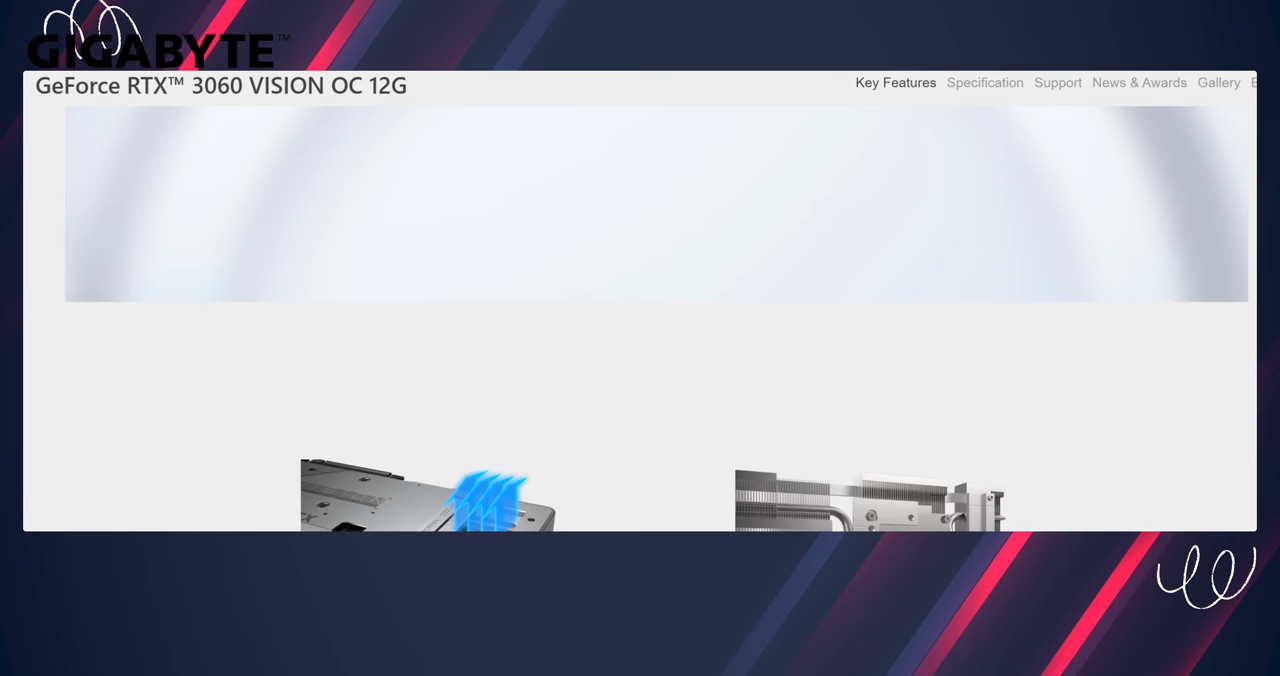 GIGABYTE™
GeForce RTX™ 3060 VISION OC 12G
Key Features Specification Support News & Awards Gallery